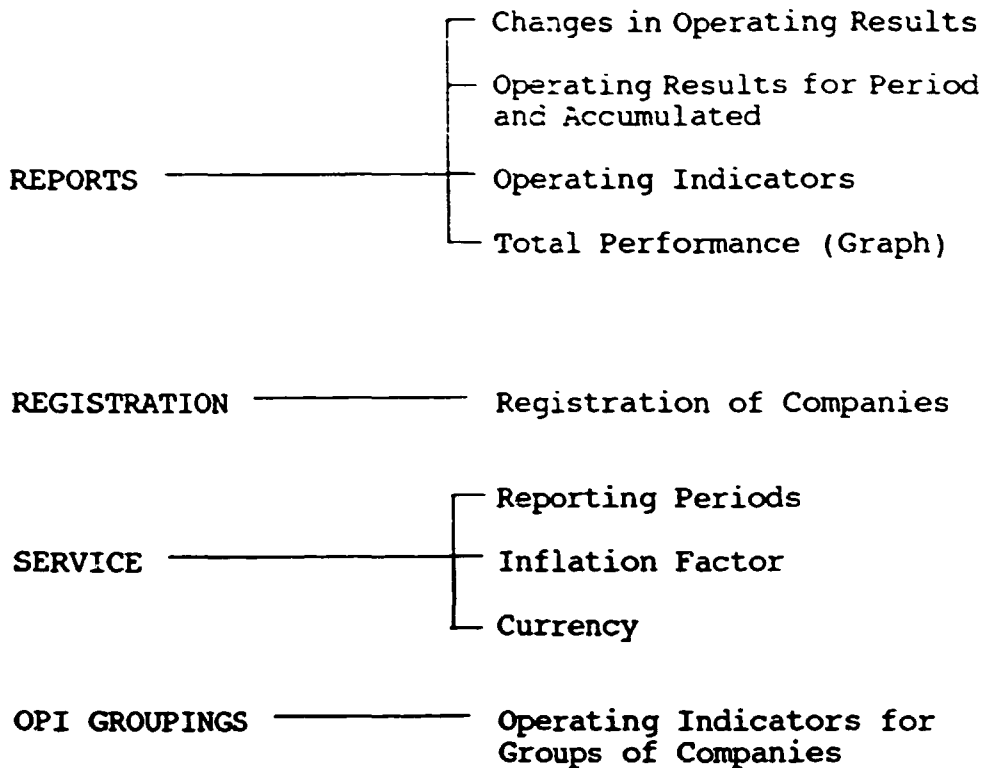 Changes in Operating Results
Operating Results for Period
and Accumulated
REPORTS
Operating Indicators
Total Performance (Graph)
REGISTRATION
Registration of Companies
Reporting Periods
SERVICE
Inflation Factor
Currency
OPI GROUPINGS
Operating Indicators for
Groups of Companies